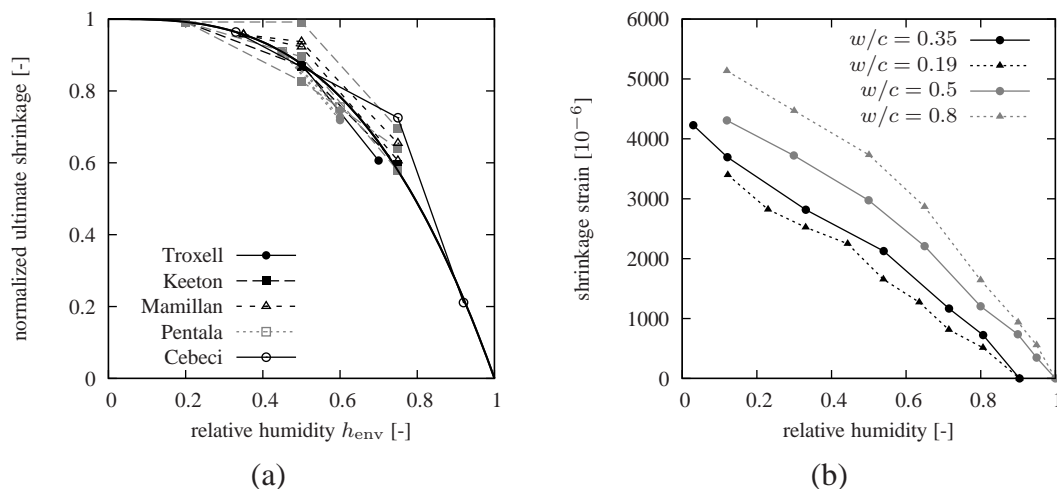 normalized ultimate shrinkage [-]
1
0.8
0.6
0.4
0.2
0
0
0.2
0.4
0.6
0.8
1
relative humidity h_env [-]
Troxell
Keeton
Mamillan
Pentala
Cebeci
(a)
shrinkage strain [10^−6]
6000
5000
4000
3000
2000
1000
0
0
0.2
0.4
0.6
0.8
1
relative humidity [-]
w/c = 0.35
w/c = 0.19
w/c = 0.5
w/c = 0.8
(b)